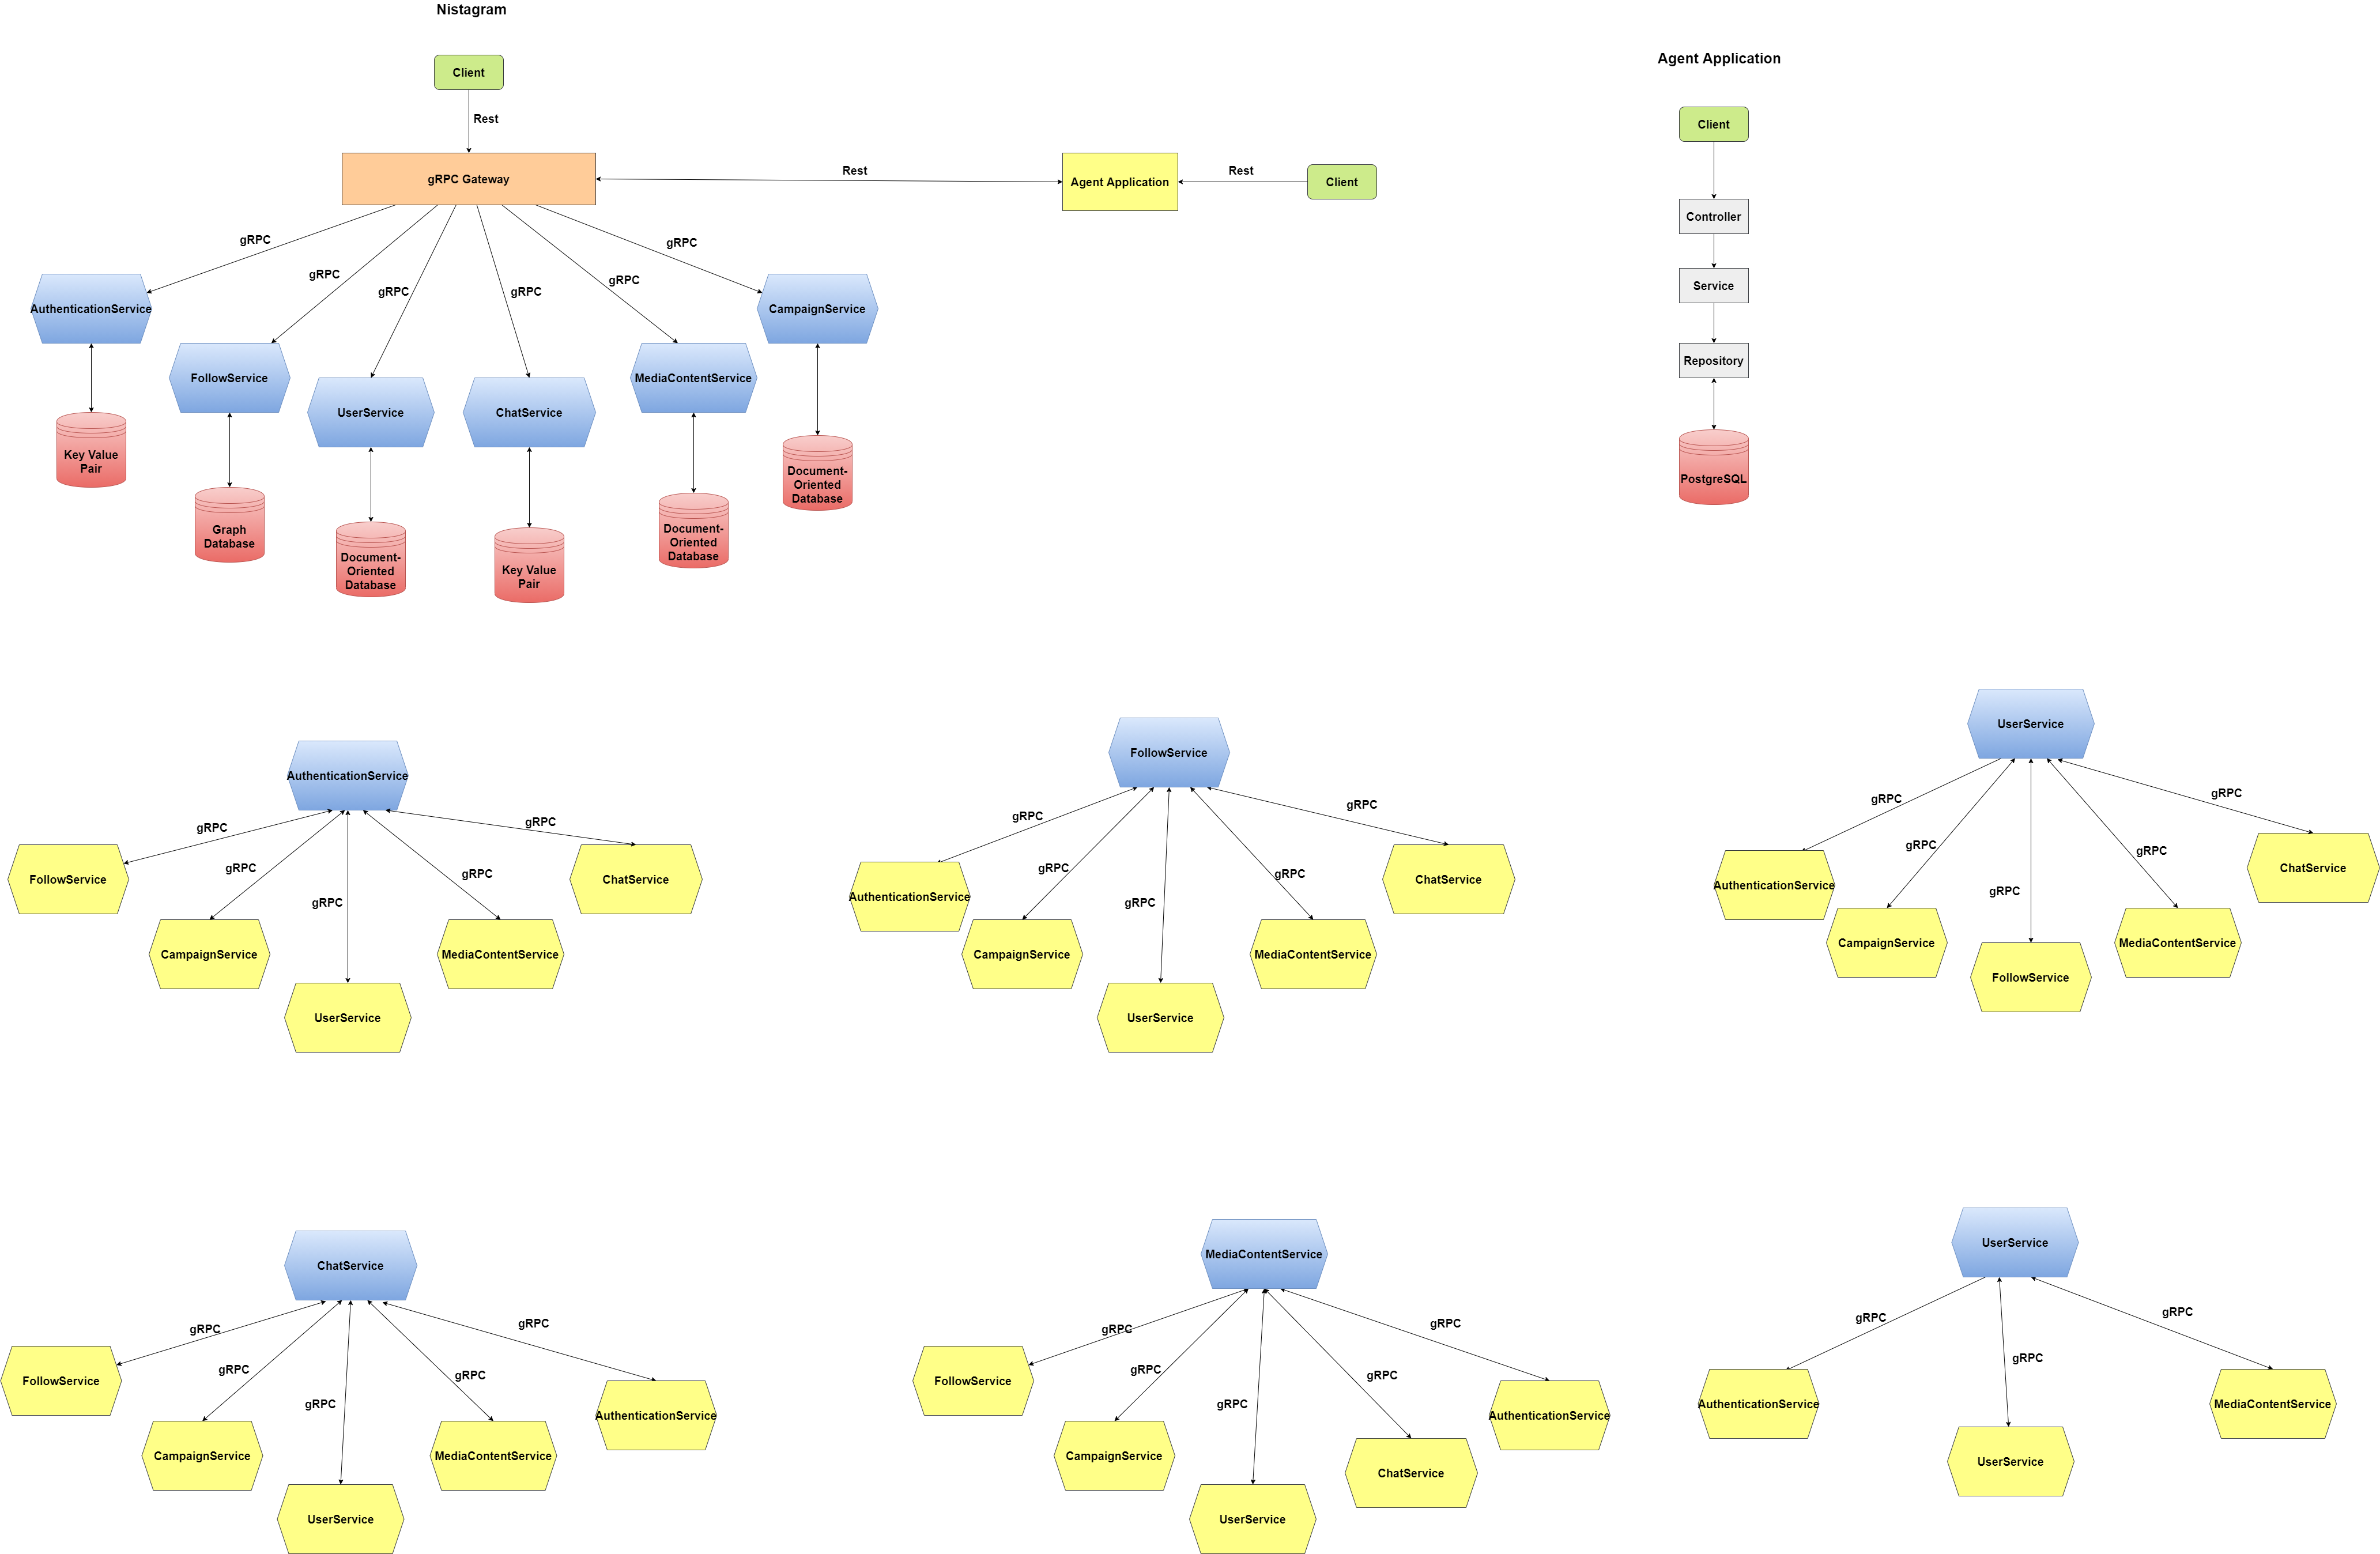 Nistagram
Client
Rest
gRPC Gateway
Rest
Agent Application
Rest
Client
gRPC
gRPC
gRPC
gRPC
gRPC
gRPC
AuthenticationService
FollowService
UserService
ChatService
MediaContentService
CampaignService
Key Value
Pair
Graph
Database
Document-
Oriented
Database
Key Value
Pair
Document-
Oriented
Database
Document-
Oriented
Database
Agent Application
Client
Controller
Service
Repository
PostgreSQL
AuthenticationService
gRPC
gRPC
gRPC
gRPC
gRPC
FollowService
CampaignService
UserService
MediaContentService
ChatService
FollowService
gRPC
gRPC
gRPC
gRPC
gRPC
AuthenticationService
CampaignService
UserService
MediaContentService
ChatService
UserService
gRPC
gRPC
gRPC
gRPC
gRPC
AuthenticationService
CampaignService
FollowService
MediaContentService
ChatService
ChatService
gRPC
gRPC
gRPC
gRPC
gRPC
FollowService
CampaignService
UserService
MediaContentService
AuthenticationService
MediaContentService
gRPC
gRPC
gRPC
gRPC
gRPC
FollowService
CampaignService
UserService
ChatService
AuthenticationService
UserService
gRPC
gRPC
gRPC
AuthenticationService
UserService
MediaContentService